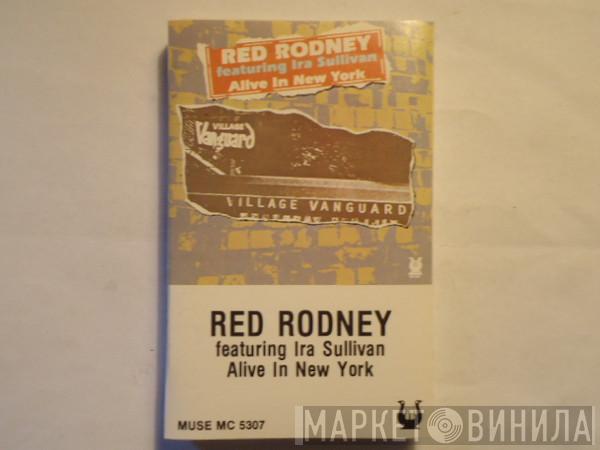 RED RODNEY
featuring Ira Sullivan
Alive In New York
VILLAGE
Vanguard
VILLAGE VANGUARD
RED RODNEY
featuring Ira Sullivan
Alive In New York
MUSE MC 5307
МАРКЕТ ВИНИЛА